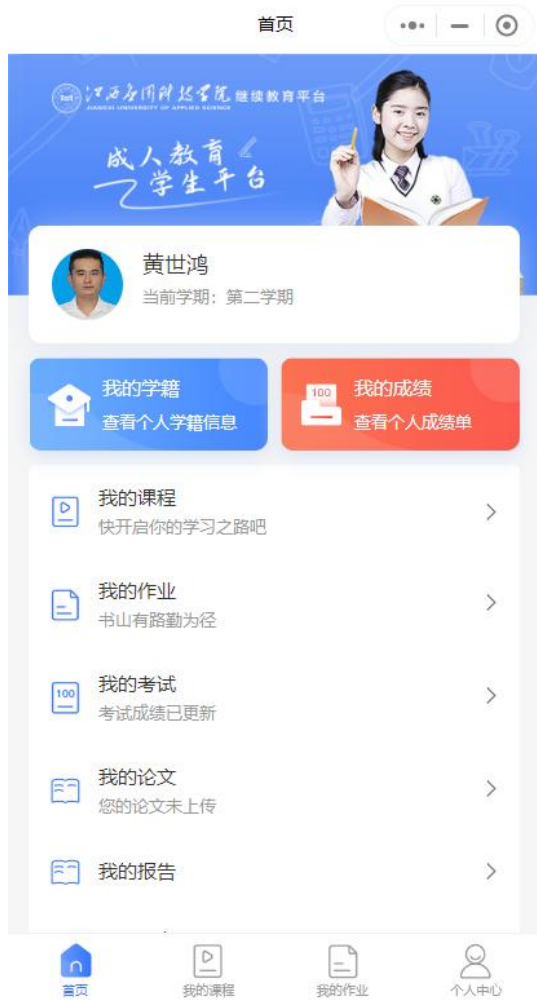 首页
江西应用科技学院 继续教育平台
JIANGXI UNIVERSITY OF APPLIED SCIENCE
成人教育
学生平台
黄世鸿
当前学期：第二学期
我的学籍
查看个人学籍信息
100
我的成绩
查看个人成绩单
我的课程
快开启你的学习之路吧
我的作业
书山有路勤为径
100
我的考试
考试成绩已更新
我的论文
您的论文未上传
我的报告
首页
我的课程
我的作业
个人中心